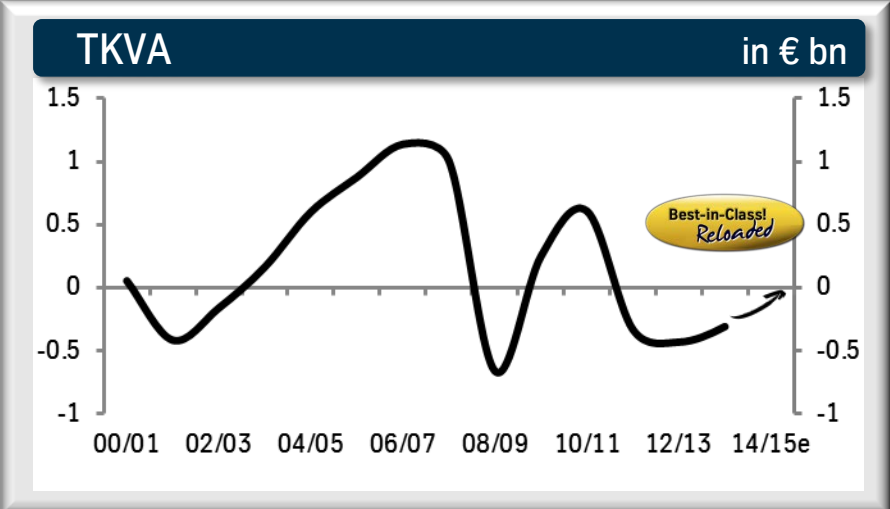 TKVA in € bn
1.5 1.5
1 1
0.5 0.5
Best-in-Class!
Reloaded
0 0
-0.5 -0.5
-1 -1
00/01 02/03 04/05 06/07 08/09 10/11 12/13 14/15e